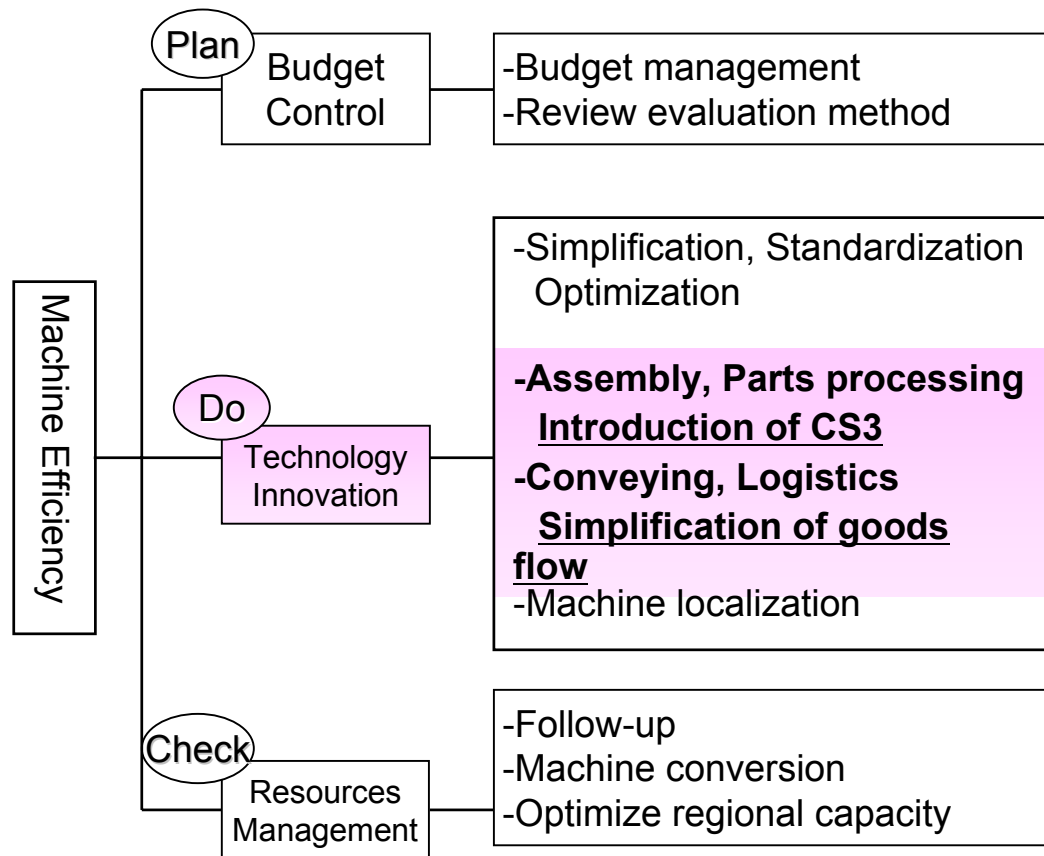 Machine Efficiency
Plan
Budget
Control
-Budget management
-Review evaluation method
Do
Technology
Innovation
-Simplification, Standardization
Optimization
-Assembly, Parts processing
Introduction of CS3
-Conveying, Logistics
Simplification of goods
flow
-Machine localization
Check
Resources
Management
-Follow-up
-Machine conversion
-Optimize regional capacity